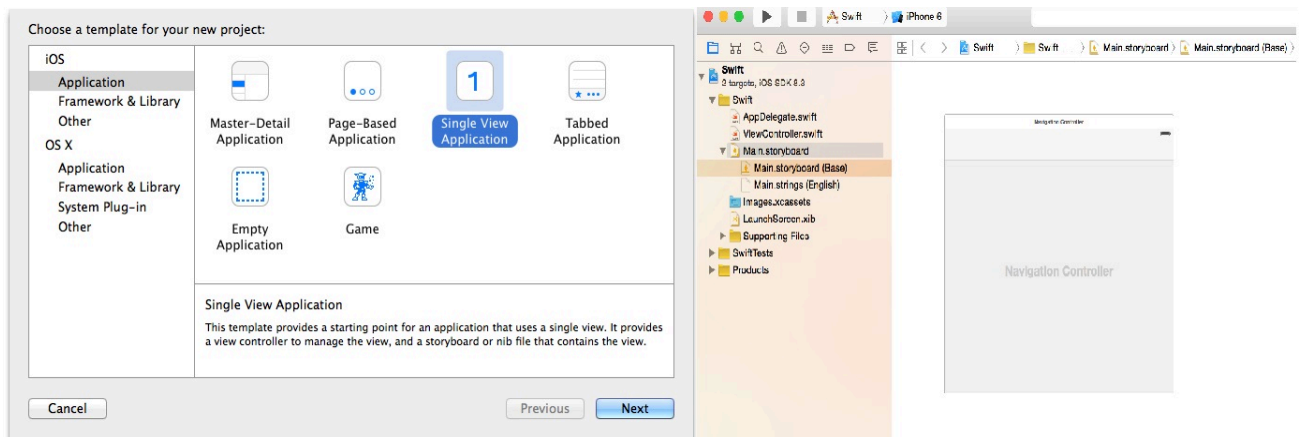 Choose a template for your new project:
iOS
Application
Framework & Library
Other
OS X
Application
Framework & Library
System Plug-in
Other
Master-Detail
Application
Page-Based
Application
1
Single View
Application
Tabbed
Application
Empty
Application
Game
Single View Application
This template provides a starting point for an application that uses a single view. It provides
a view controller to manage the view, and a storyboard or nib file that contains the view.
Cancel
Previous
Next
Swift
iPhone 6
Swift
Swift
Main.storyboard
Main.storyboard (Base)
Swift
2 targets, iOS SDK 8.3
Swift
AppDelegate.swift
ViewController.swift
Main.storyboard
Main.storyboard (Base)
Main.strings (English)
Images.xcassets
LaunchScreen.xib
Supporting Files
SwiftTests
Products
Navigation Controller
Navigation Controller